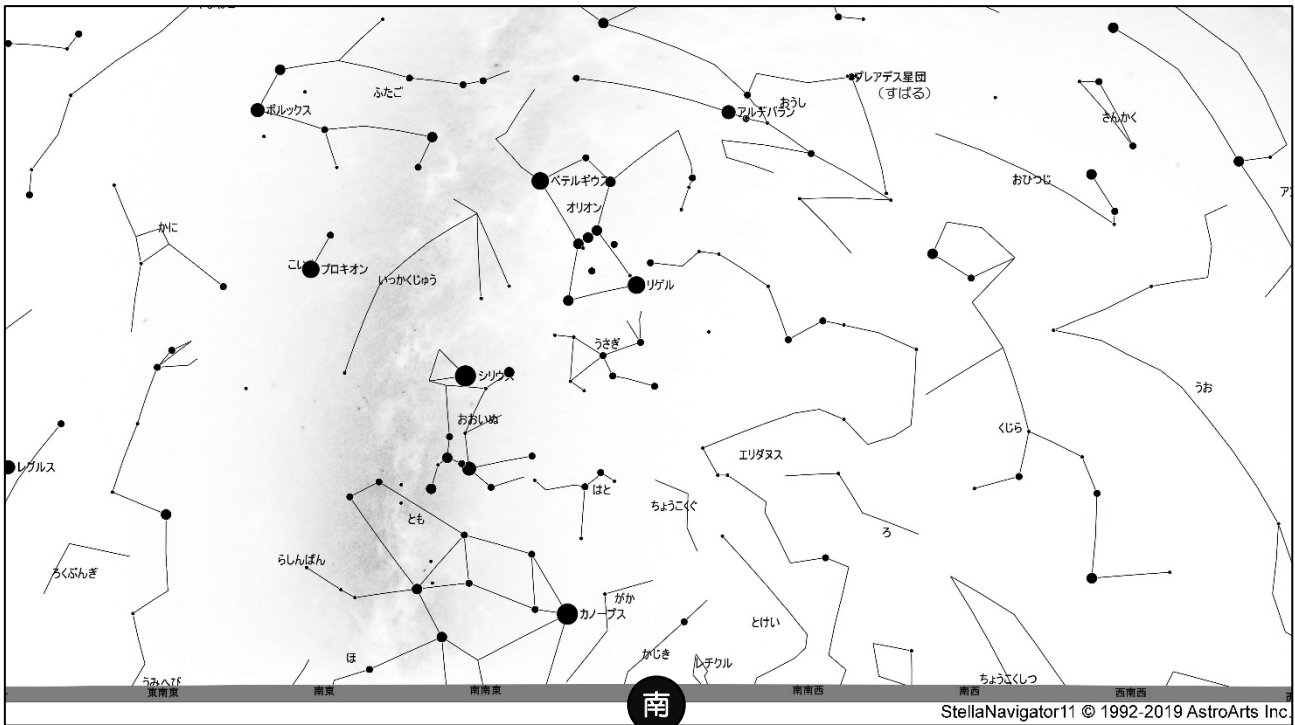 ふたご
ポルックス
プレアデス星団
(すばる)
おうし
アルデバラン
さんかく
おひつじ
ベテルギウス
オリオン
かに
プロキオン
いっかくじゅう
リゲル
うさぎ
シリウス
おおいぬ
うお
くじら
エリダヌス
レグルス
はと
ちょうこくぐ
とも
ろ
らしんばん
ろくぶんぎ
がか
カノープス
とけい
ほ
かじき
レチクル
ちょうこくしつ
うみへび
東南東
南東
南南東
南
南南西
南西
西南西
StellaNavigator11 © 1992-2019 AstroArts Inc.